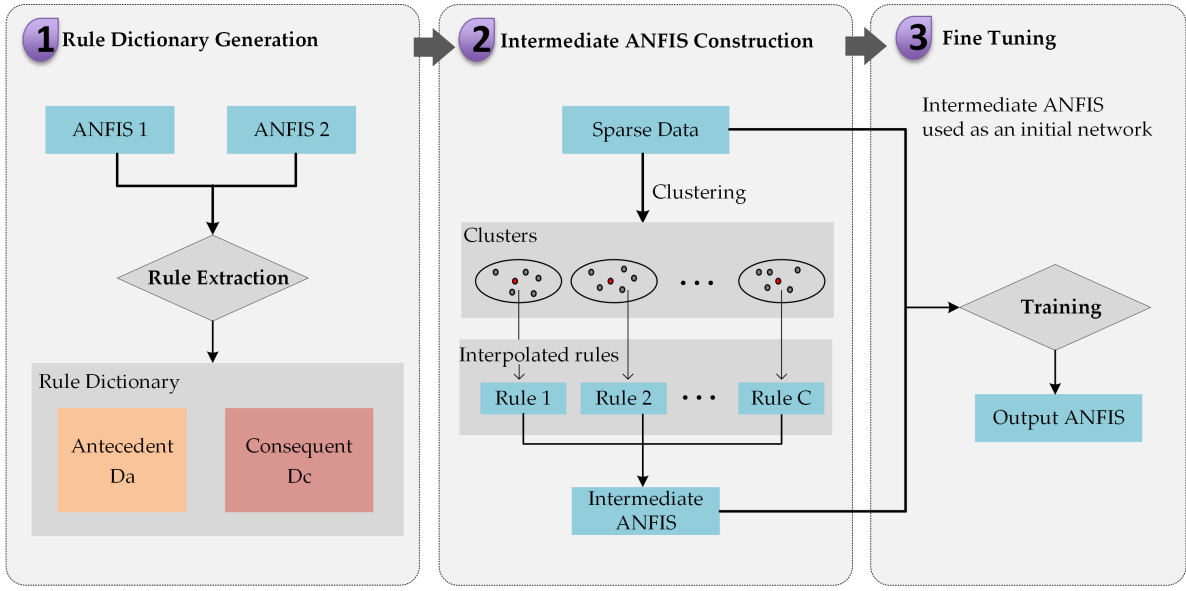 1 Rule Dictionary Generation
ANFIS 1
ANFIS 2
Rule Extraction
Rule Dictionary
Antecedent
Da
Consequent
Dc
2 Intermediate ANFIS Construction
Sparse Data
Clustering
Clusters
• • •
Interpolated rules
Rule 1
Rule 2
• • •
Rule C
Intermediate
ANFIS
3 Fine Tuning
Intermediate ANFIS
used as an initial network
Training
Output ANFIS